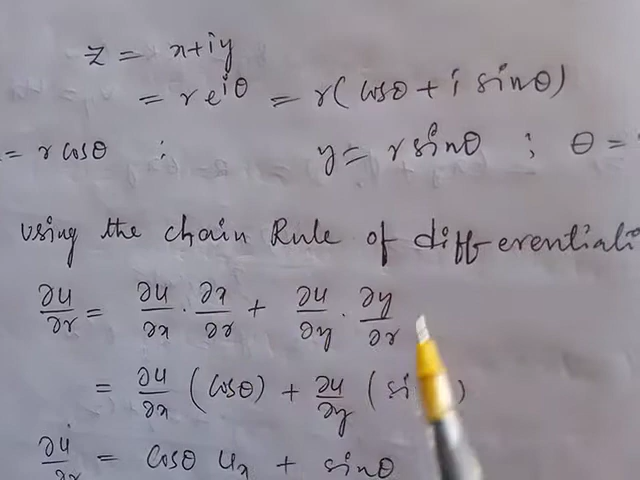 z = x+iy
= re^iθ = r(cosθ + i sinθ)
= r cosθ ; y = r sinθ ; θ =
using the chain Rule of differentiati
∂u/∂r = ∂u/∂x · ∂x/∂r + ∂u/∂y · ∂y/∂r
= ∂u/∂x (cosθ) + ∂u/∂y (si )
∂u/∂r = cosθ u_x + sinθ